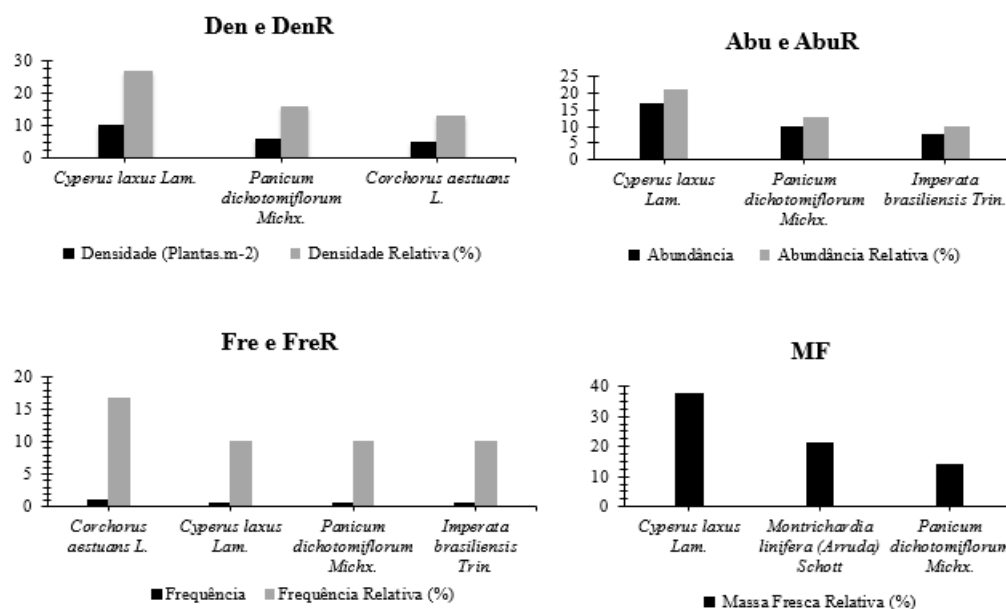 Den e DenR
30
20
10
0
Cyperus laxus Lam.
Panicum
dichotomiflorum
Michx.
Corchorus aestuans
L.
Densidade (Plantas.m-2)
Densidade Relativa (%)
Abu e AbuR
25
20
15
10
5
0
Cyperus laxus
Lam.
Panicum
dichotomiflorum
Michx.
Imperata
brasiliensis Trin.
Abundância
Abundância Relativa (%)
Fre e FreR
20
15
10
5
0
Corchorus
aestuans L.
Cyperus laxus
Lam.
Panicum
dichotomiflorum
Michx.
Imperata
brasiliensis
Trin.
Frequência
Frequência Relativa (%)
MF
40
30
20
10
0
Cyperus laxus
Lam.
Montrichardia
linifera (Arruda)
Schott
Panicum
dichotomiflorum
Michx.
Massa Fresca Relativa (%)